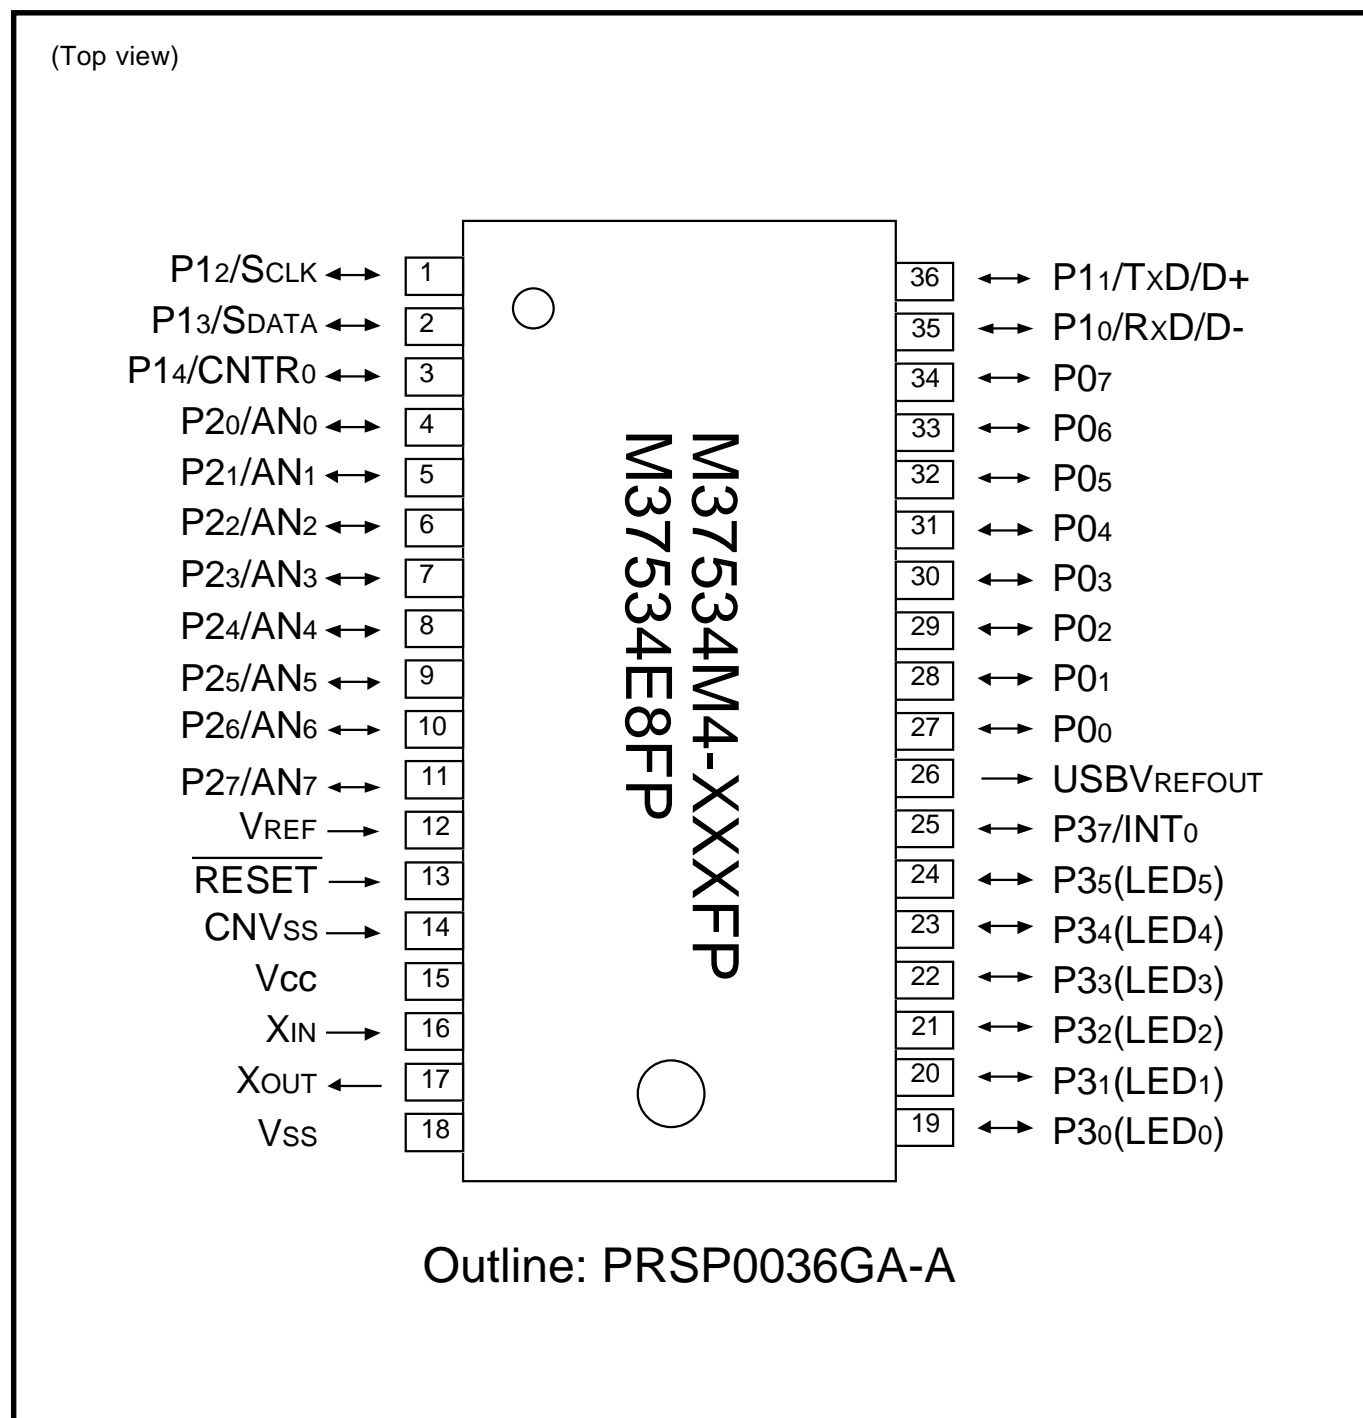 (Top view)
P12/SCLK 1
P13/SDATA 2
P14/CNTR0 3
P20/AN0 4
P21/AN1 5
P22/AN2 6
P23/AN3 7
P24/AN4 8
P25/AN5 9
P26/AN6 10
P27/AN7 11
VREF 12
RESET 13
CNVSS 14
Vcc 15
XIN 16
XOUT 17
VSS 18
M37534M4-XXXFP
M37534E8FP
36 P11/TXD/D+
35 P10/RXD/D-
34 P07
33 P06
32 P05
31 P04
30 P03
29 P02
28 P01
27 P00
26 USBVREFOUT
25 P37/INT0
24 P35(LED5)
23 P34(LED4)
22 P33(LED3)
21 P32(LED2)
20 P31(LED1)
19 P30(LED0)
Outline: PRSP0036GA-A